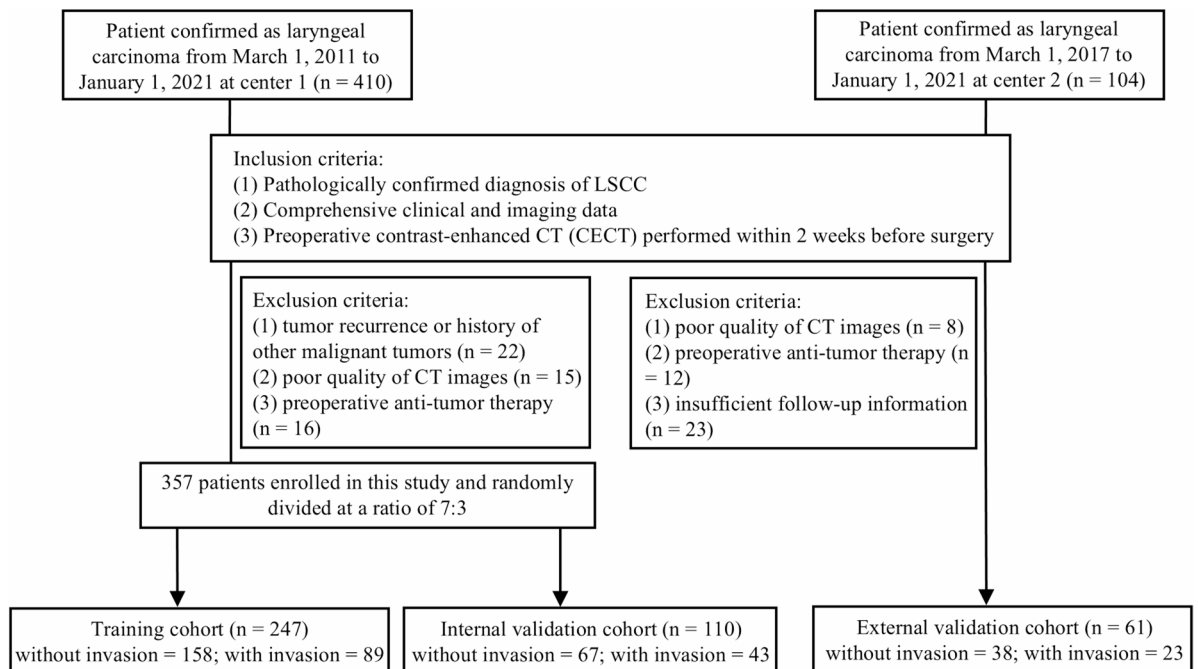 Patient confirmed as laryngeal
carcinoma from March 1, 2011 to
January 1, 2021 at center 1 (n = 410)
Patient confirmed as laryngeal
carcinoma from March 1, 2017 to
January 1, 2021 at center 2 (n = 104)
Inclusion criteria:
(1) Pathologically confirmed diagnosis of LSCC
(2) Comprehensive clinical and imaging data
(3) Preoperative contrast-enhanced CT (CECT) performed within 2 weeks before surgery
Exclusion criteria:
(1) tumor recurrence or history of
other malignant tumors (n = 22)
(2) poor quality of CT images (n = 15)
(3) preoperative anti-tumor therapy
(n = 16)
Exclusion criteria:
(1) poor quality of CT images (n = 8)
(2) preoperative anti-tumor therapy (n
= 12)
(3) insufficient follow-up information
(n = 23)
357 patients enrolled in this study and randomly
divided at a ratio of 7:3
Training cohort (n = 247)
without invasion = 158; with invasion = 89
Internal validation cohort (n = 110)
without invasion = 67; with invasion = 43
External validation cohort (n = 61)
without invasion = 38; with invasion = 23